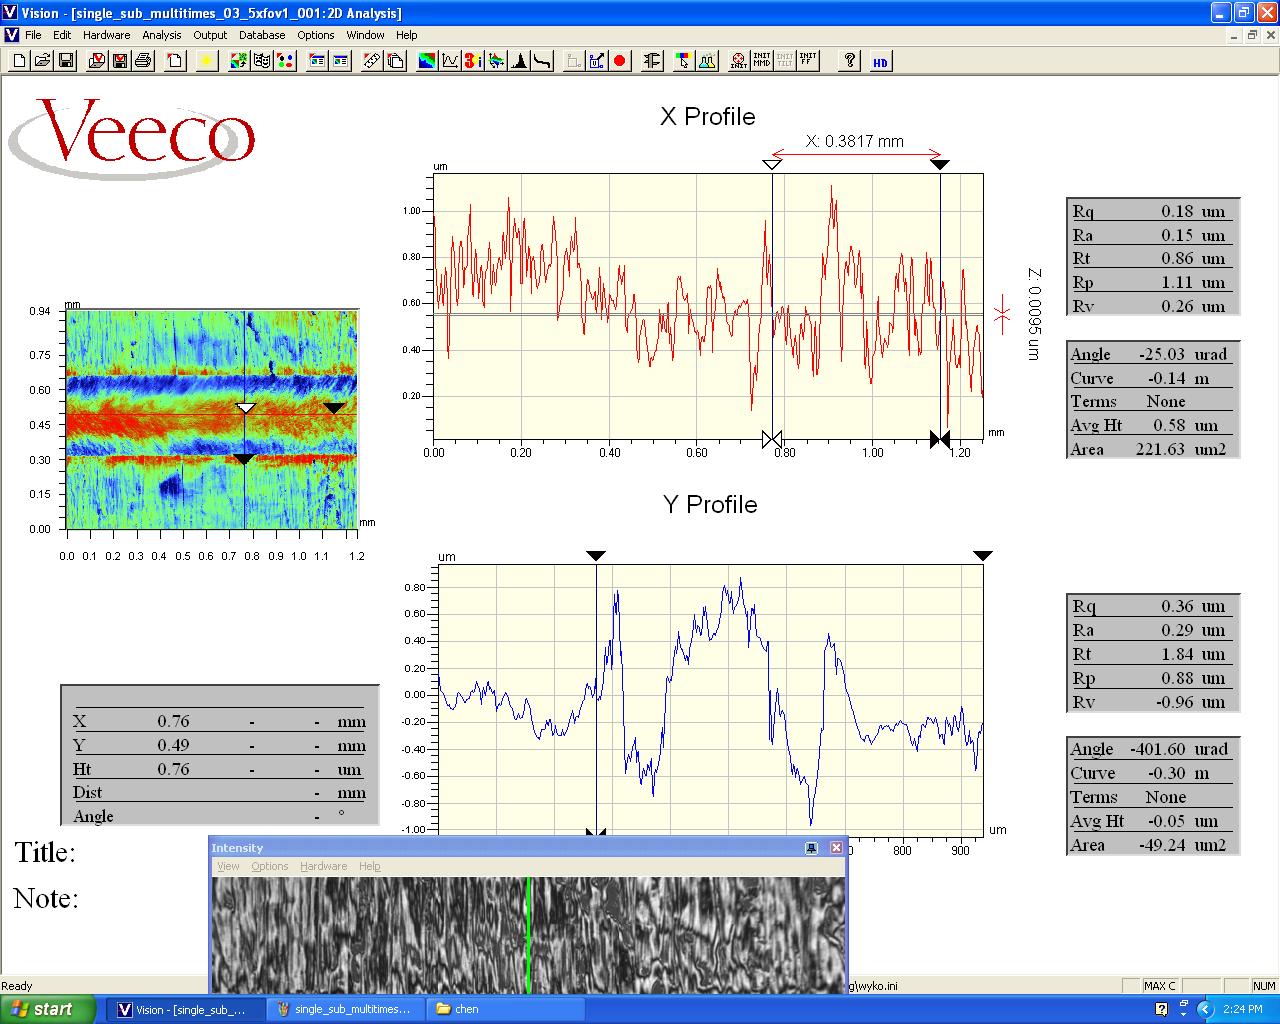 Vision - [single_sub_multitimes_03_5xfov1_001:2D Analysis]
File Edit Hardware Analysis Output Database Options Window Help
INIT INIT MMD INIT TILT INIT FF ? HD
Veeco
X Profile
X: 0.3817 mm
um
1.00
0.80
0.60
0.40
0.20
mm
0.00 0.20 0.40 0.60 0.80 1.00 1.20
Z: 0.0095 um
Rq 0.18 um
Ra 0.15 um
Rt 0.86 um
Rp 1.11 um
Rv 0.26 um
Angle -25.03 urad
Curve -0.14 m
Terms None
Avg Ht 0.58 um
Area 221.63 um2
mm
0.94
0.75
0.60
0.45
0.30
0.15
0.00
mm
0.0 0.1 0.2 0.3 0.4 0.5 0.6 0.7 0.8 0.9 1.0 1.1 1.2
Y Profile
um
0.80
0.60
0.40
0.20
0.00
-0.20
-0.40
-0.60
-0.80
-1.00
um
800 900
Rq 0.36 um
Ra 0.29 um
Rt 1.84 um
Rp 0.88 um
Rv -0.96 um
Angle -401.60 urad
Curve -0.30 m
Terms None
Avg Ht -0.05 um
Area -49.24 um2
X 0.76 - - mm
Y 0.49 - - mm
Ht 0.76 - - um
Dist - mm
Angle - °
Title:
Note:
Intensity
View Options Hardware Help
Ready
g\wyko.ini
MAX C NUM
start
Vision - [single_sub_...
single_sub_multitimes...
chen
2:24 PM